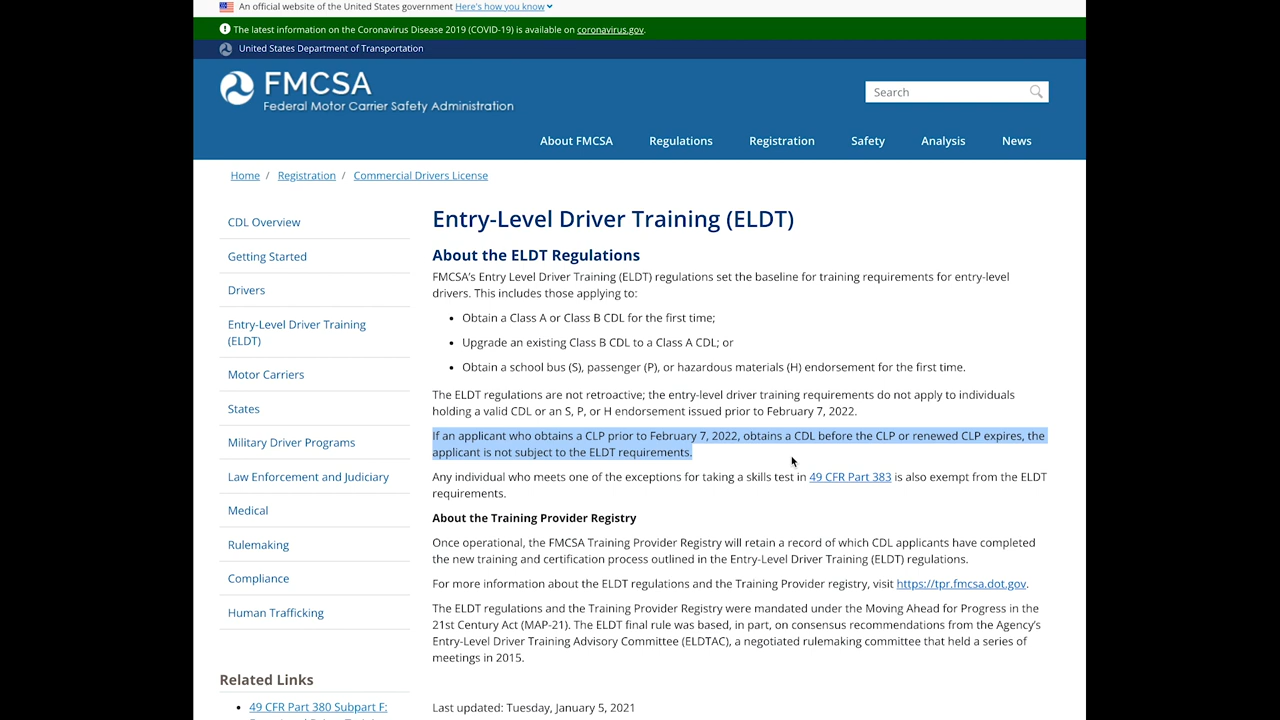 An official website of the United States government Here's how you know
The latest information on the Coronavirus Disease 2019 (COVID-19) is available on coronavirus.gov.
United States Department of Transportation
FMCSA
Federal Motor Carrier Safety Administration
Search
About FMCSA Regulations Registration Safety Analysis News
Home / Registration / Commercial Drivers License
CDL Overview
Getting Started
Drivers
Entry-Level Driver Training
(ELDT)
Motor Carriers
States
Military Driver Programs
Law Enforcement and Judiciary
Medical
Rulemaking
Compliance
Human Trafficking
Related Links
• 49 CFR Part 380 Subpart F:
Entry-Level Driver Training (ELDT)
About the ELDT Regulations
FMCSA's Entry Level Driver Training (ELDT) regulations set the baseline for training requirements for entry-level
drivers. This includes those applying to:
• Obtain a Class A or Class B CDL for the first time;
• Upgrade an existing Class B CDL to a Class A CDL; or
• Obtain a school bus (S), passenger (P), or hazardous materials (H) endorsement for the first time.
The ELDT regulations are not retroactive; the entry-level driver training requirements do not apply to individuals
holding a valid CDL or an S, P, or H endorsement issued prior to February 7, 2022.
If an applicant who obtains a CLP prior to February 7, 2022, obtains a CDL before the CLP or renewed CLP expires, the
applicant is not subject to the ELDT requirements.
Any individual who meets one of the exceptions for taking a skills test in 49 CFR Part 383 is also exempt from the ELDT
requirements.
About the Training Provider Registry
Once operational, the FMCSA Training Provider Registry will retain a record of which CDL applicants have completed
the new training and certification process outlined in the Entry-Level Driver Training (ELDT) regulations.
For more information about the ELDT regulations and the Training Provider registry, visit https://tpr.fmcsa.dot.gov.
The ELDT regulations and the Training Provider Registry were mandated under the Moving Ahead for Progress in the
21st Century Act (MAP-21). The ELDT final rule was based, in part, on consensus recommendations from the Agency's
Entry-Level Driver Training Advisory Committee (ELDTAC), a negotiated rulemaking committee that held a series of
meetings in 2015.
Last updated: Tuesday, January 5, 2021